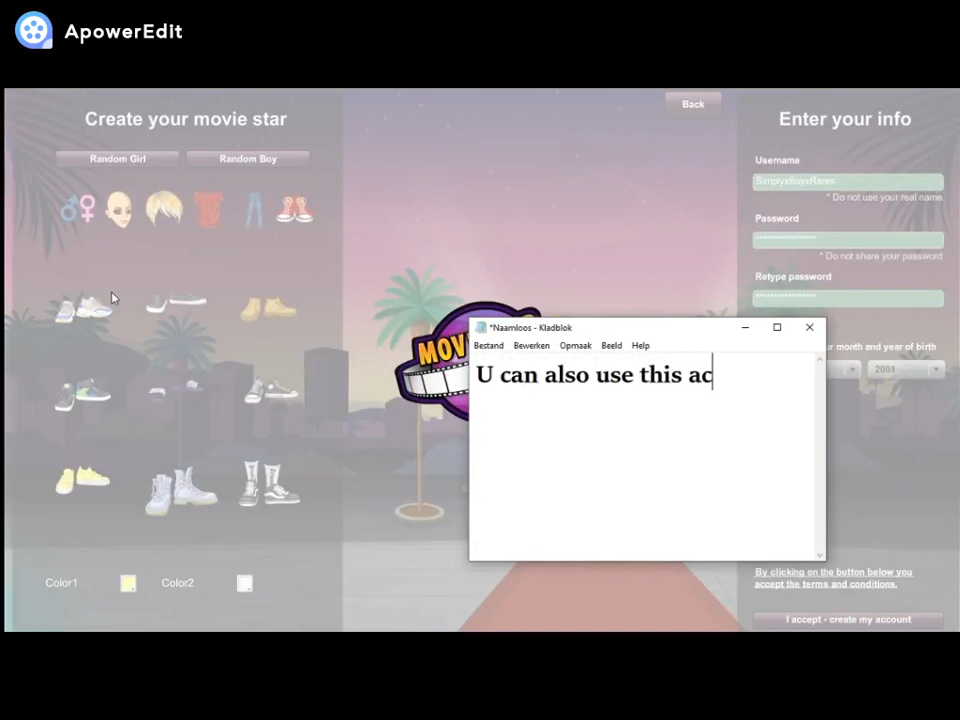 ApowerEdit
Create your movie star
Random Girl
Random Boy
Color1
Color2
Back
MOV
*Naamloos - Kladblok
Bestand Bewerken Opmaak Beeld Help
U can also use this ac
Enter your info
Username
SimplyxBoyxRares
* Do not use your real name.
Password
* Do not share your password.
Retype password
ur month and year of birth
2001
By clicking on the button below you
accept the terms and conditions.
I accept - create my account